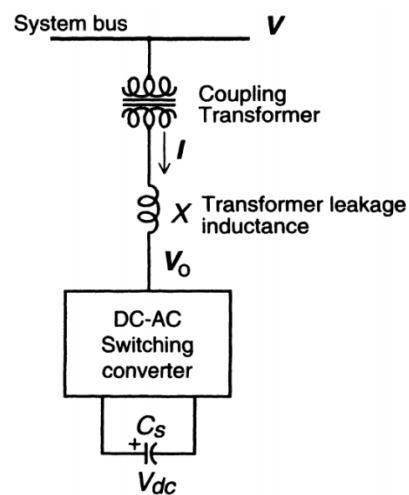 System bus
V
Coupling
Transformer
I
X
Transformer leakage
inductance
Vo
DC-AC
Switching
converter
Cs
+
Vdc